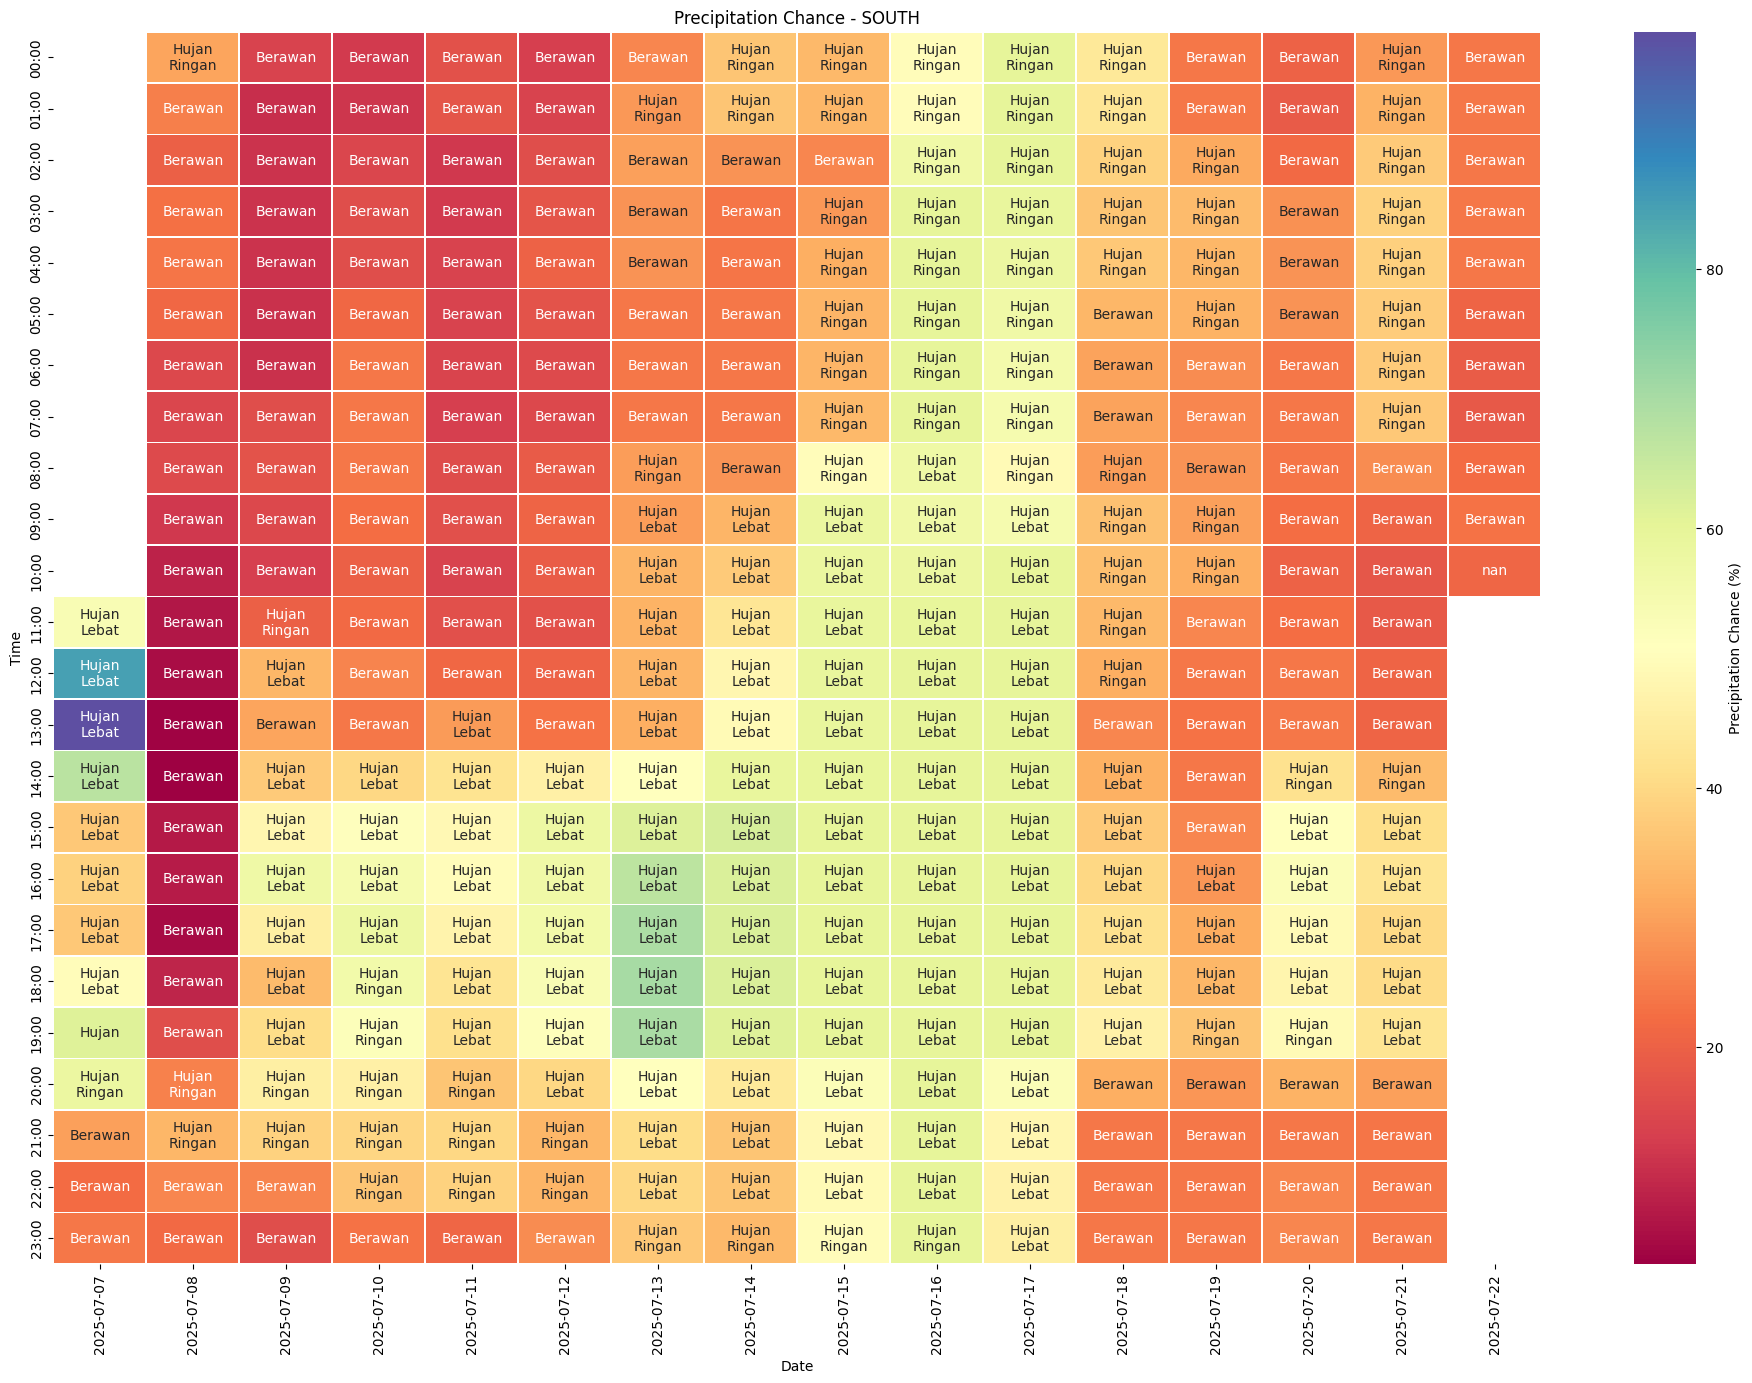 Precipitation Chance - SOUTH
00:00 Hujan Ringan Berawan Berawan Berawan Berawan Berawan Hujan Ringan Hujan Ringan Hujan Ringan Hujan Ringan Hujan Ringan Berawan Berawan Hujan Ringan Berawan
01:00 Berawan Berawan Berawan Berawan Berawan Hujan Ringan Hujan Ringan Hujan Ringan Hujan Ringan Hujan Ringan Hujan Ringan Berawan Berawan Hujan Ringan Berawan
02:00 Berawan Berawan Berawan Berawan Berawan Berawan Berawan Berawan Hujan Ringan Hujan Ringan Hujan Ringan Hujan Ringan Berawan Hujan Ringan Berawan
03:00 Berawan Berawan Berawan Berawan Berawan Berawan Berawan Hujan Ringan Hujan Ringan Hujan Ringan Hujan Ringan Hujan Ringan Berawan Hujan Ringan Berawan
04:00 Berawan Berawan Berawan Berawan Berawan Berawan Berawan Hujan Ringan Hujan Ringan Hujan Ringan Hujan Ringan Hujan Ringan Berawan Hujan Ringan Berawan
05:00 Berawan Berawan Berawan Berawan Berawan Berawan Berawan Hujan Ringan Hujan Ringan Hujan Ringan Berawan Hujan Ringan Berawan Hujan Ringan Berawan
06:00 Berawan Berawan Berawan Berawan Berawan Berawan Berawan Hujan Ringan Hujan Ringan Hujan Ringan Berawan Berawan Berawan Hujan Ringan Berawan
07:00 Berawan Berawan Berawan Berawan Berawan Berawan Berawan Hujan Ringan Hujan Ringan Hujan Ringan Berawan Berawan Berawan Hujan Ringan Berawan
08:00 Berawan Berawan Berawan Berawan Berawan Hujan Ringan Berawan Hujan Ringan Hujan Lebat Hujan Ringan Hujan Ringan Berawan Berawan Berawan Berawan
09:00 Berawan Berawan Berawan Berawan Berawan Hujan Lebat Hujan Lebat Hujan Lebat Hujan Lebat Hujan Lebat Hujan Ringan Hujan Ringan Berawan Berawan Berawan
10:00 Berawan Berawan Berawan Berawan Berawan Hujan Lebat Hujan Lebat Hujan Lebat Hujan Lebat Hujan Lebat Hujan Ringan Hujan Ringan Berawan Berawan nan
11:00 Hujan Lebat Berawan Hujan Ringan Berawan Berawan Berawan Hujan Lebat Hujan Lebat Hujan Lebat Hujan Lebat Hujan Lebat Hujan Ringan Berawan Berawan Berawan
12:00 Hujan Lebat Berawan Hujan Lebat Berawan Berawan Berawan Hujan Lebat Hujan Lebat Hujan Lebat Hujan Lebat Hujan Lebat Hujan Ringan Berawan Berawan Berawan
13:00 Hujan Lebat Berawan Berawan Berawan Hujan Lebat Berawan Hujan Lebat Hujan Lebat Hujan Lebat Hujan Lebat Hujan Lebat Berawan Berawan Berawan Berawan
14:00 Hujan Lebat Berawan Hujan Lebat Hujan Lebat Hujan Lebat Hujan Lebat Hujan Lebat Hujan Lebat Hujan Lebat Hujan Lebat Hujan Lebat Hujan Lebat Berawan Hujan Ringan Hujan Ringan
15:00 Hujan Lebat Berawan Hujan Lebat Hujan Lebat Hujan Lebat Hujan Lebat Hujan Lebat Hujan Lebat Hujan Lebat Hujan Lebat Hujan Lebat Hujan Lebat Berawan Hujan Lebat Hujan Lebat
16:00 Hujan Lebat Berawan Hujan Lebat Hujan Lebat Hujan Lebat Hujan Lebat Hujan Lebat Hujan Lebat Hujan Lebat Hujan Lebat Hujan Lebat Hujan Lebat Hujan Lebat Hujan Lebat Hujan Lebat
17:00 Hujan Lebat Berawan Hujan Lebat Hujan Lebat Hujan Lebat Hujan Lebat Hujan Lebat Hujan Lebat Hujan Lebat Hujan Lebat Hujan Lebat Hujan Lebat Hujan Lebat Hujan Lebat Hujan Lebat
18:00 Hujan Lebat Berawan Hujan Lebat Hujan Ringan Hujan Lebat Hujan Lebat Hujan Lebat Hujan Lebat Hujan Lebat Hujan Lebat Hujan Lebat Hujan Lebat Hujan Lebat Hujan Lebat Hujan Lebat
19:00 Hujan Berawan Hujan Lebat Hujan Ringan Hujan Lebat Hujan Lebat Hujan Lebat Hujan Lebat Hujan Lebat Hujan Lebat Hujan Lebat Hujan Lebat Hujan Ringan Hujan Ringan Hujan Lebat
20:00 Hujan Ringan Hujan Ringan Hujan Ringan Hujan Ringan Hujan Ringan Hujan Lebat Hujan Lebat Hujan Lebat Hujan Lebat Hujan Lebat Hujan Lebat Berawan Berawan Berawan Berawan
21:00 Berawan Hujan Ringan Hujan Ringan Hujan Ringan Hujan Ringan Hujan Ringan Hujan Lebat Hujan Lebat Hujan Lebat Hujan Lebat Hujan Lebat Berawan Berawan Berawan Berawan
22:00 Berawan Berawan Berawan Hujan Ringan Hujan Ringan Hujan Ringan Hujan Lebat Hujan Lebat Hujan Lebat Hujan Lebat Hujan Lebat Berawan Berawan Berawan Berawan
23:00 Berawan Berawan Berawan Berawan Berawan Berawan Hujan Ringan Hujan Ringan Hujan Ringan Hujan Ringan Hujan Lebat Berawan Berawan Berawan Berawan
Time
2025-07-07 2025-07-08 2025-07-09 2025-07-10 2025-07-11 2025-07-12 2025-07-13 2025-07-14 2025-07-15 2025-07-16 2025-07-17 2025-07-18 2025-07-19 2025-07-20 2025-07-21 2025-07-22
Date
80
60
40
20
Precipitation Chance (%)